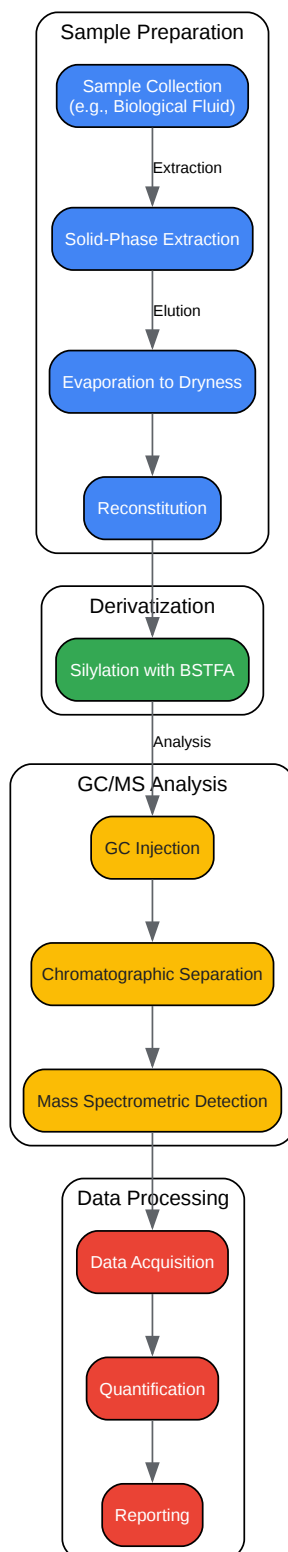 Sample Preparation
Sample Collection
(e.g., Biological Fluid)
Extraction
Solid-Phase Extraction
Elution
Evaporation to Dryness
Reconstitution
Derivatization
Silylation with BSTFA
Analysis
GC/MS Analysis
GC Injection
Chromatographic Separation
Mass Spectrometric Detection
Data Processing
Data Acquisition
Quantification
Reporting